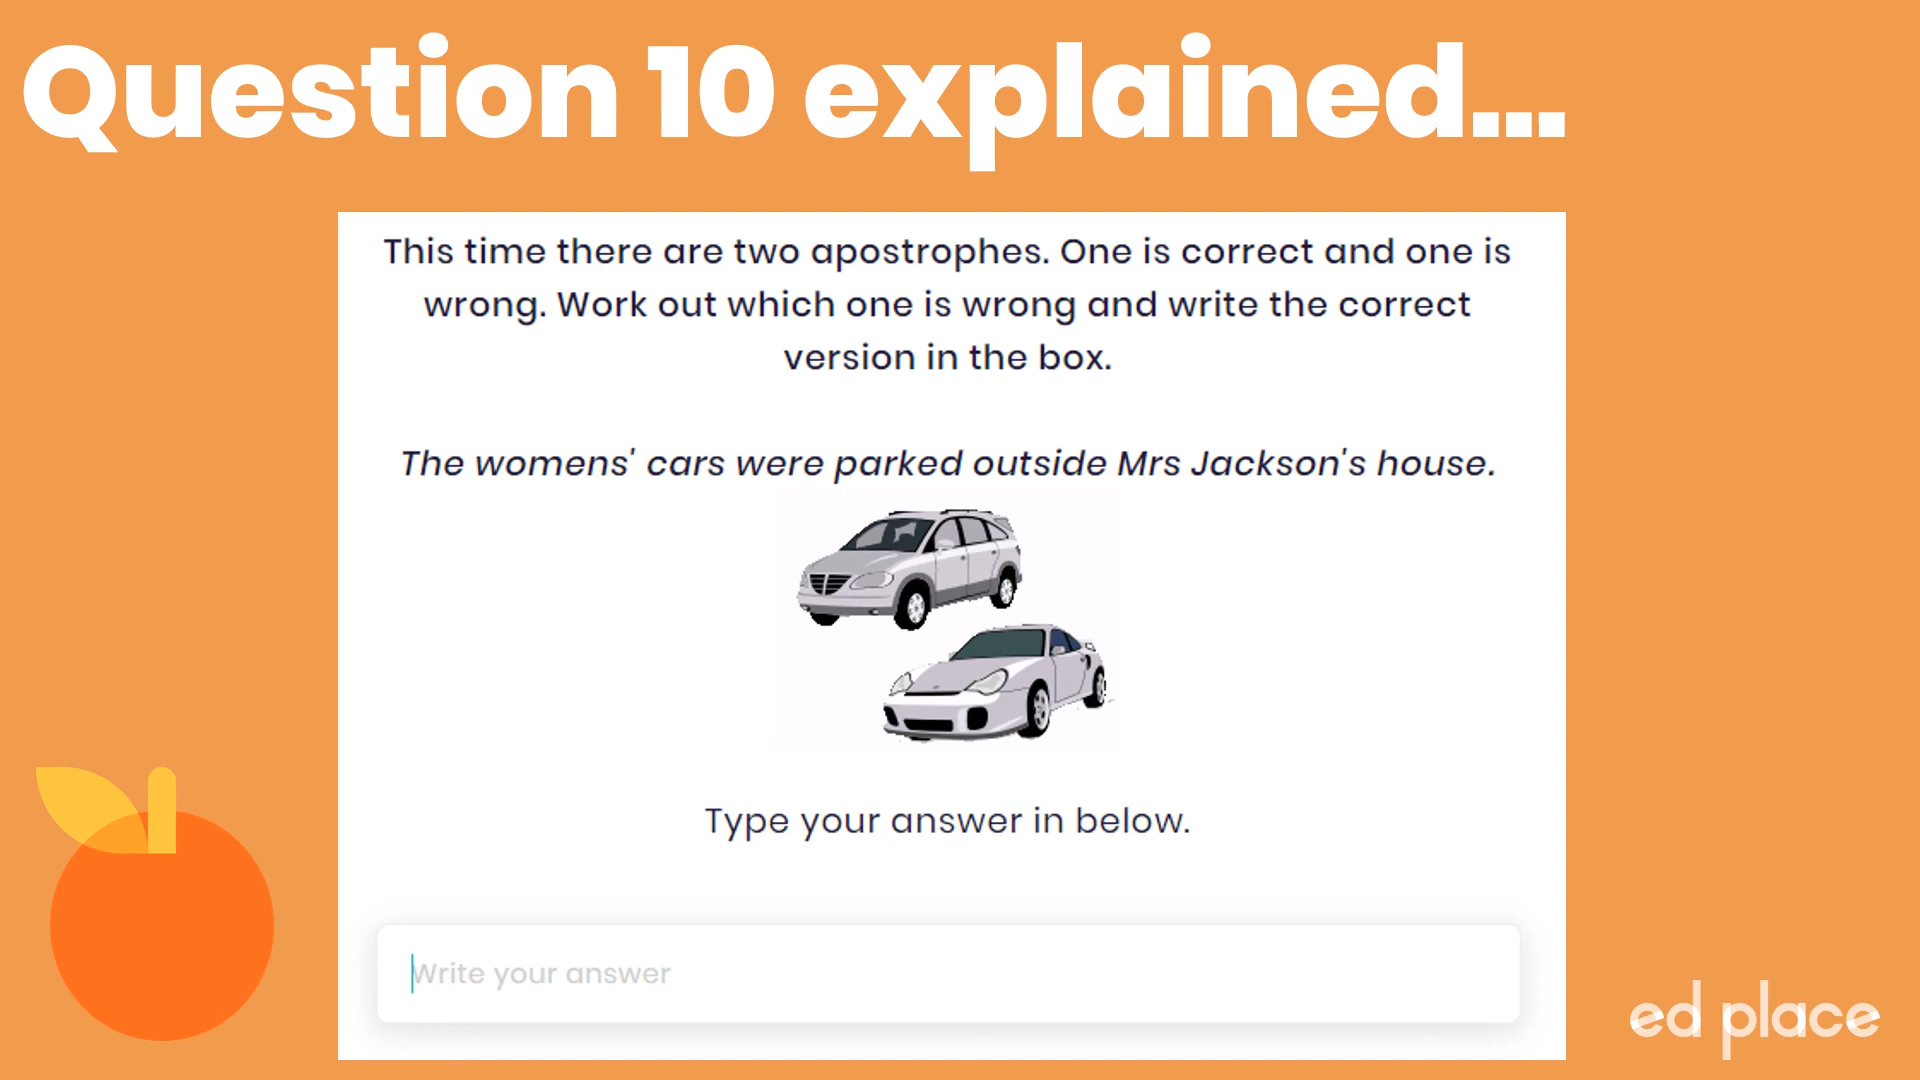 Question 10 explained...
This time there are two apostrophes. One is correct and one is
wrong. Work out which one is wrong and write the correct
version in the box.
The womens' cars were parked outside Mrs Jackson's house.
Type your answer in below.
Write your answer
ed place